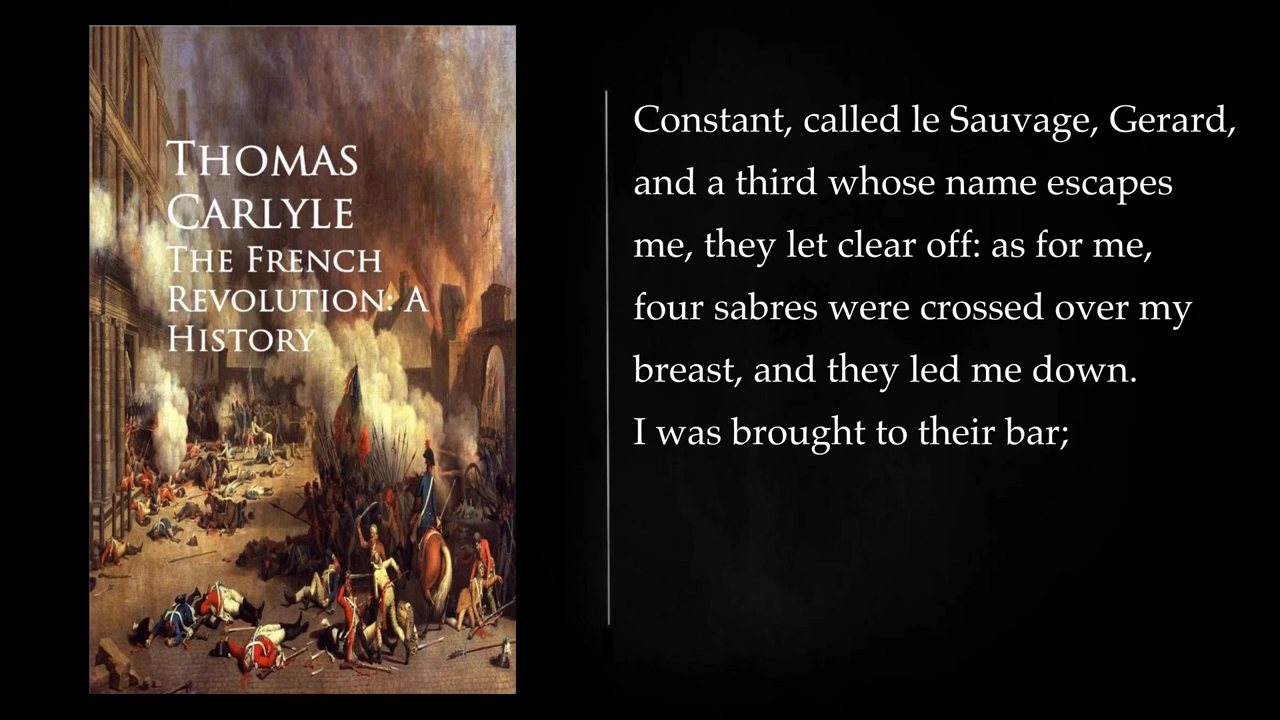 THOMAS
CARLYLE
THE FRENCH
REVOLUTION: A
HISTORY
Constant, called le Sauvage, Gerard,
and a third whose name escapes
me, they let clear off: as for me,
four sabres were crossed over my
breast, and they led me down.
I was brought to their bar;